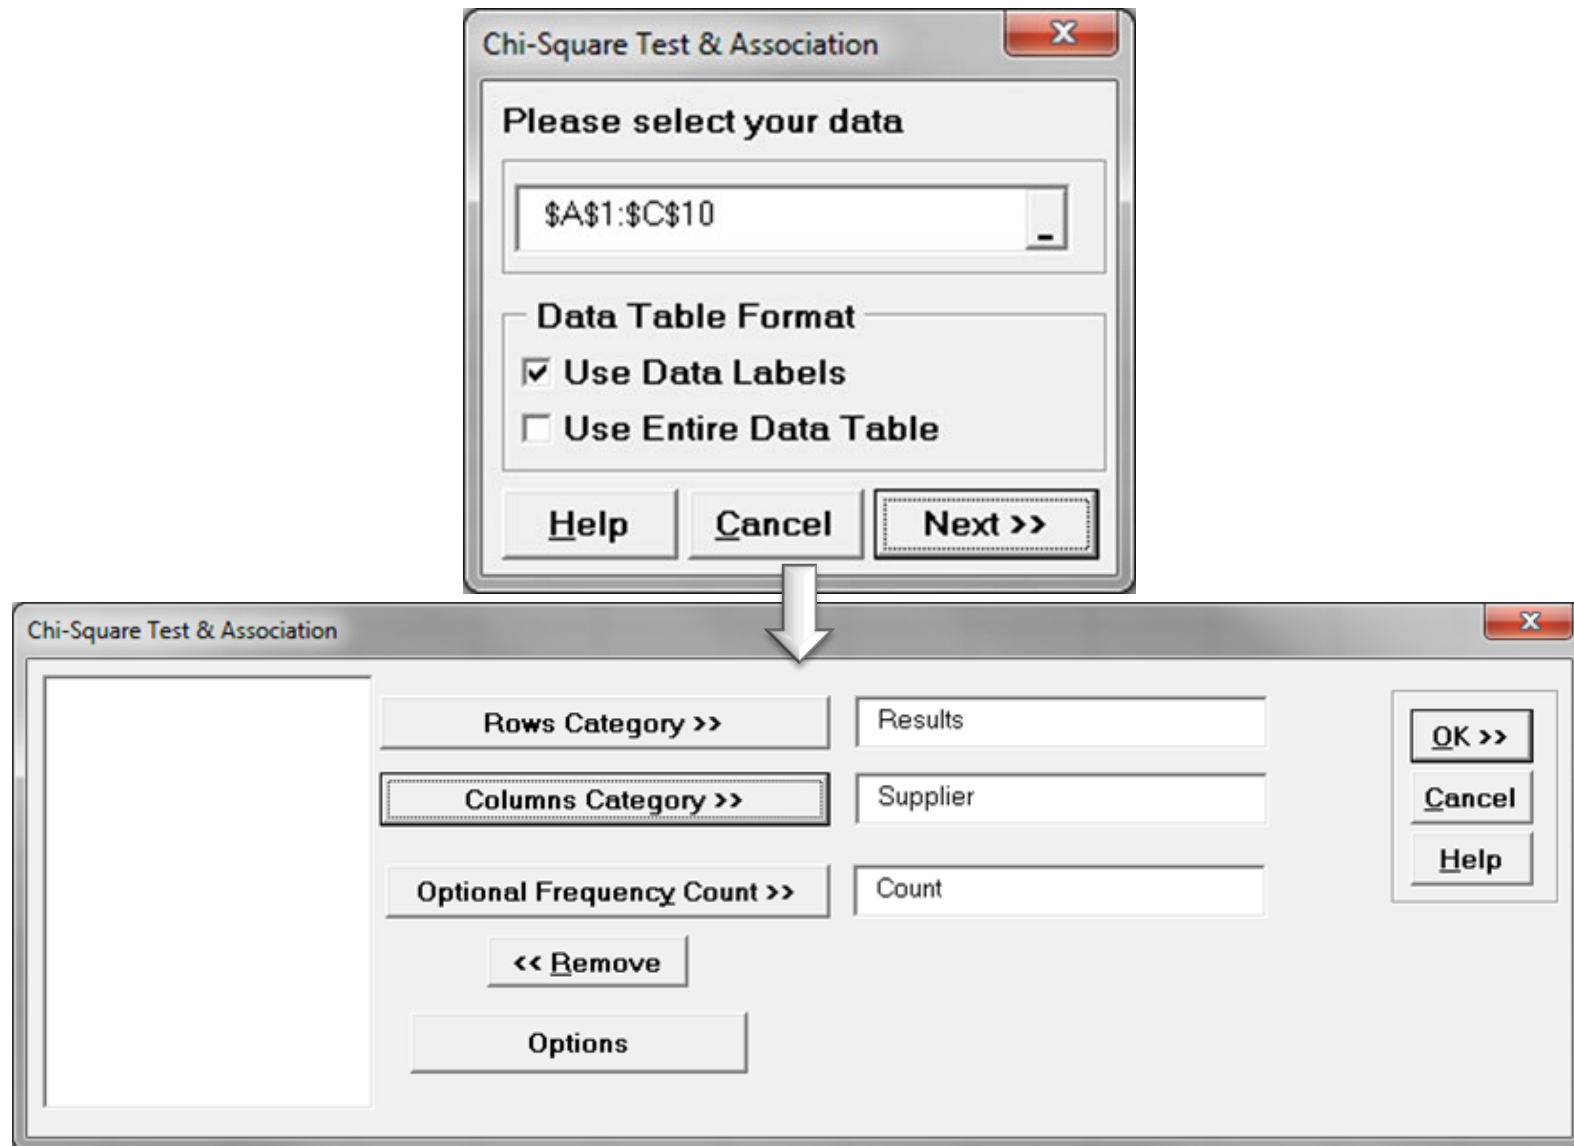 Chi-Square Test & Association
x
Please select your data
$A$1:$C$10
Data Table Format
Use Data Labels
Use Entire Data Table
Help Cancel Next >>
Chi-Square Test & Association
x
Rows Category >> Results
OK >>
Columns Category >> Supplier
Cancel
Optional Frequency Count >> Count
Help
<< Remove
Options